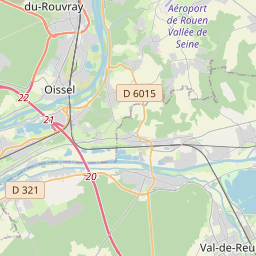 du-Rouvray
Aéroport
de Rouen
Vallée de
Seine
Oissel
D 6015
22
21
D 321
20
Val-de-Reu